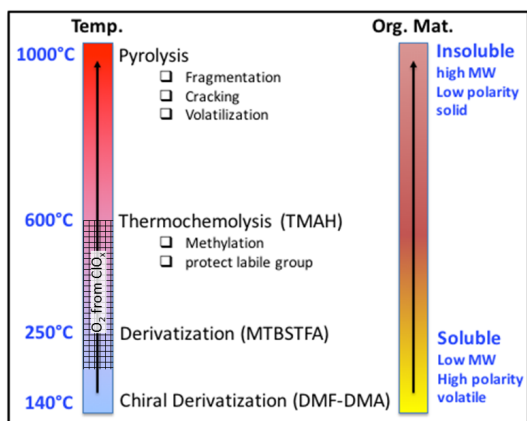 Temp.
Org. Mat.
1000°C
Pyrolysis
❑ Fragmentation
❑ Cracking
❑ Volatilization
Insoluble
high MW
Low polarity
solid
600°C
Thermochemolysis (TMAH)
❑ Methylation
❑ protect labile group
O₂ from ClOₓ
250°C
Derivatization (MTBSTFA)
Soluble
Low MW
High polarity
volatile
140°C
Chiral Derivatization (DMF-DMA)